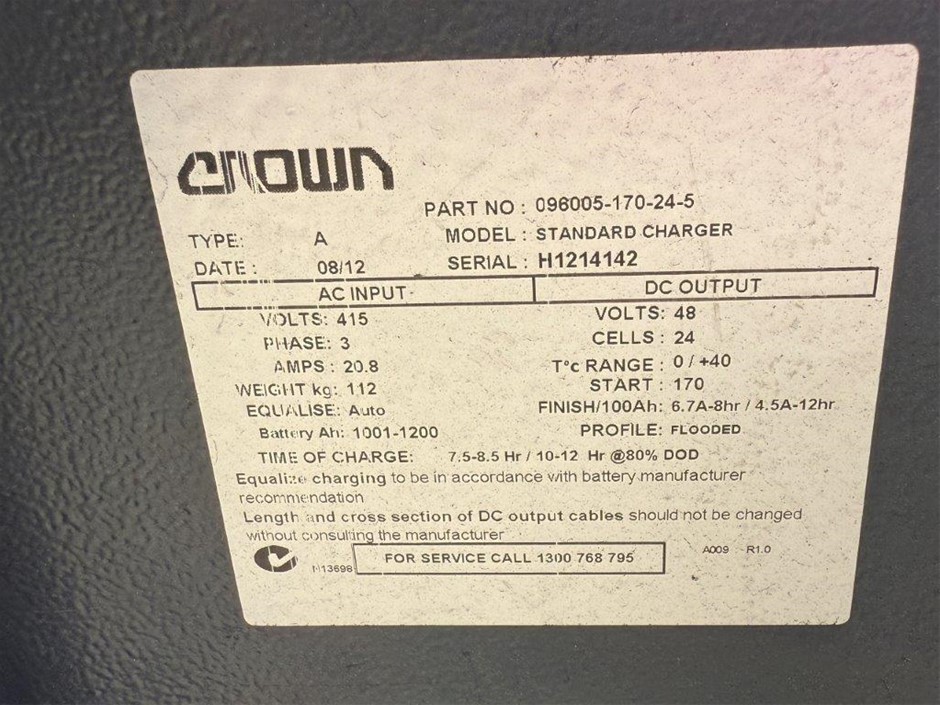 CROWN
PART NO : 096005-170-24-5
TYPE: A MODEL : STANDARD CHARGER
DATE : 08/12 SERIAL : H1214142
AC INPUT DC OUTPUT
VOLTS: 415 VOLTS: 48
PHASE: 3 CELLS : 24
AMPS : 20.8 T°c RANGE : 0 / +40
WEIGHT kg: 112 START : 170
EQUALISE: Auto FINISH/100Ah: 6.7A-8hr / 4.5A-12hr
Battery Ah: 1001-1200 PROFILE: FLOODED
TIME OF CHARGE: 7.5-8.5 Hr / 10-12 Hr @80% DOD
Equalize charging to be in accordance with battery manufacturer
recommendation
Length and cross section of DC output cables should not be changed
without consulting the manufacturer
N13698 FOR SERVICE CALL 1300 768 795 A009 R1.0